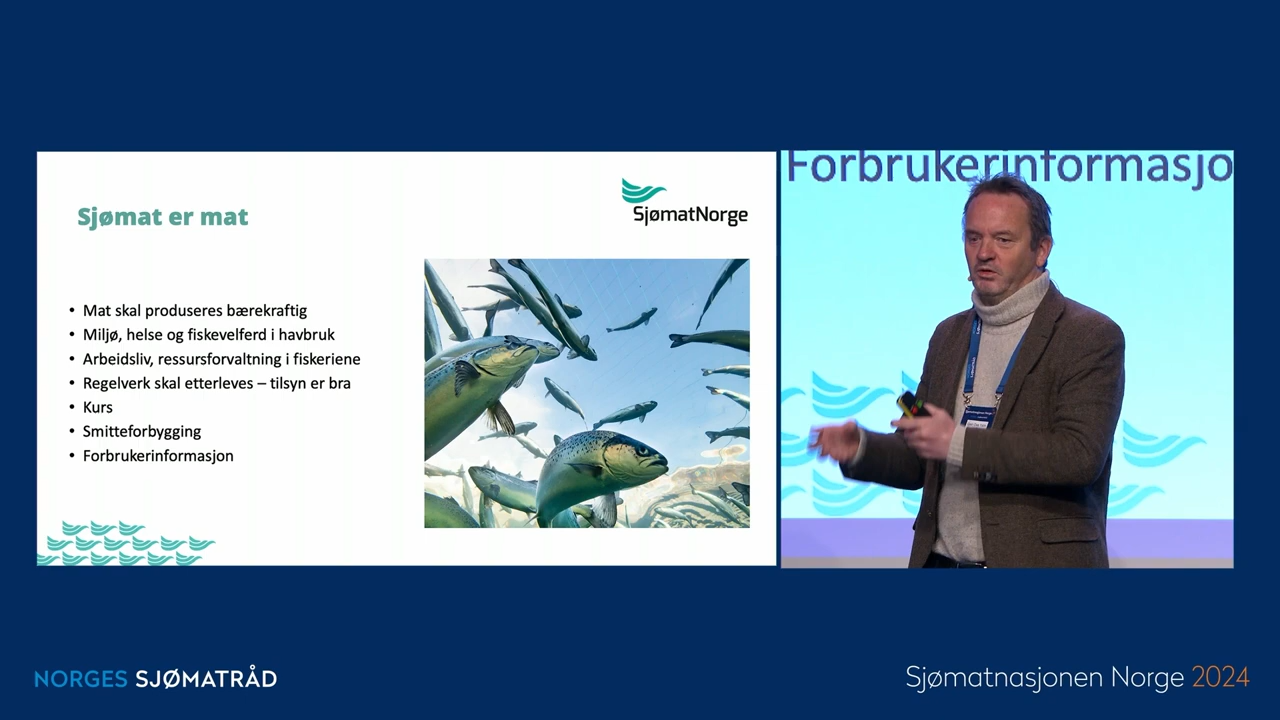 Sjømat er mat
SjømatNorge
• Mat skal produseres bærekraftig
• Miljø, helse og fiskevelferd i havbruk
• Arbeidsliv, ressursforvaltning i fiskeriene
• Regelverk skal etterleves – tilsyn er bra
• Kurs
• Smitteforbygging
• Forbrukerinformasjon
Forbrukerinformasjo
NORGES SJØMATRÅD
Sjømatnasjonen Norge 2024